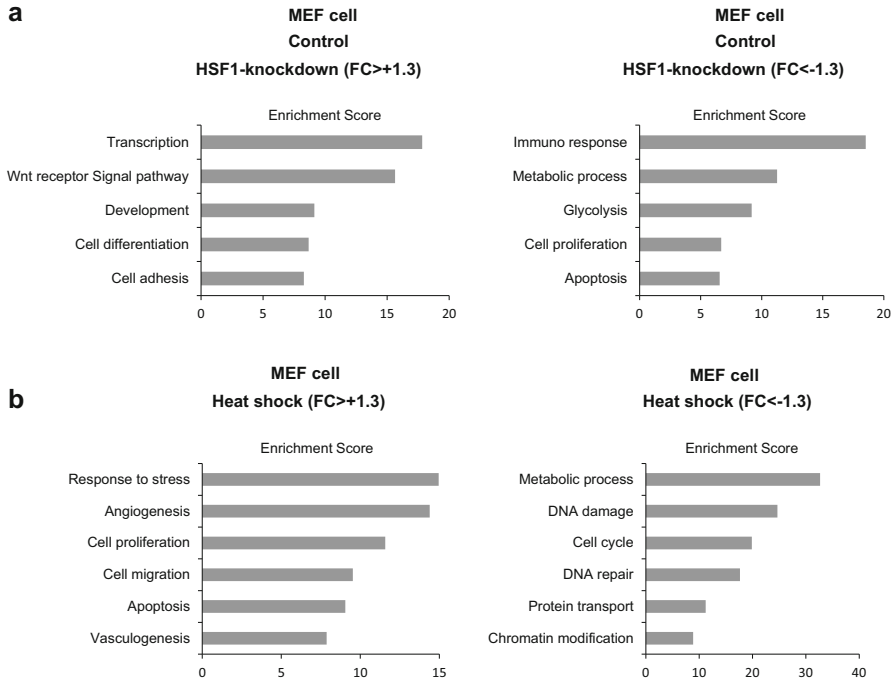 a
MEF cell
Control
HSF1-knockdown (FC>+1.3)
Enrichment Score
Transcription
Wnt receptor Signal pathway
Development
Cell differentiation
Cell adhesis
0 5 10 15 20
MEF cell
Control
HSF1-knockdown (FC<-1.3)
Enrichment Score
Immuno response
Metabolic process
Glycolysis
Cell proliferation
Apoptosis
0 5 10 15 20
b
MEF cell
Heat shock (FC>+1.3)
Enrichment Score
Response to stress
Angiogenesis
Cell proliferation
Cell migration
Apoptosis
Vasculogenesis
0 5 10 15
MEF cell
Heat shock (FC<-1.3)
Enrichment Score
Metabolic process
DNA damage
Cell cycle
DNA repair
Protein transport
Chromatin modification
0 10 20 30 40